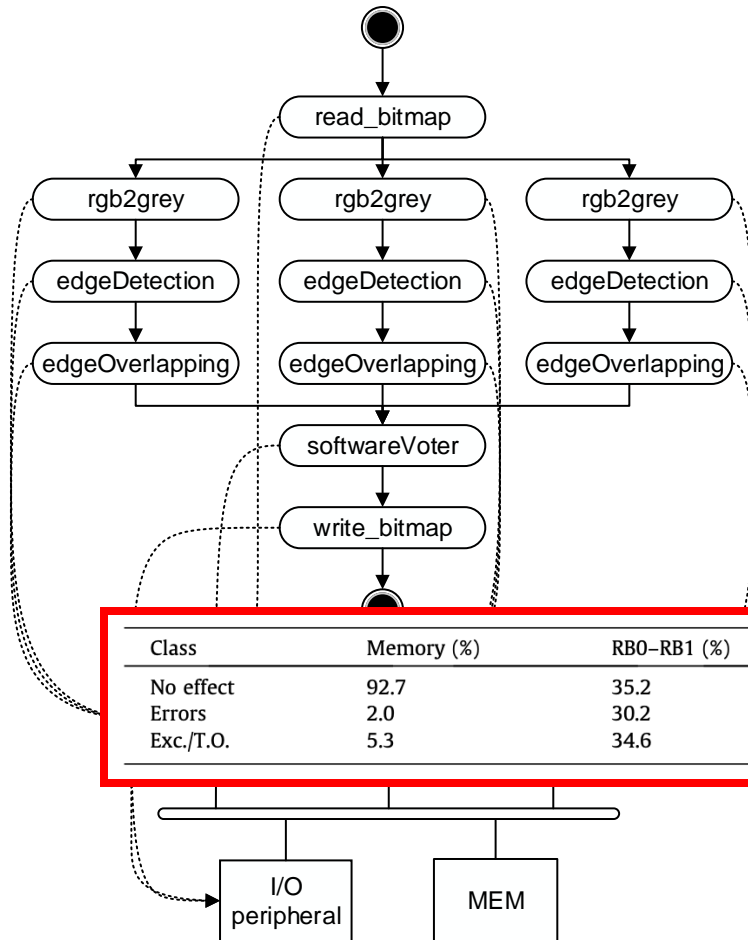 read_bitmap
rgb2grey rgb2grey rgb2grey
edgeDetection edgeDetection edgeDetection
edgeOverlapping edgeOverlapping edgeOverlapping
softwareVoter
write_bitmap
Class Memory (%) RB0–RB1 (%)
No effect 92.7 35.2
Errors 2.0 30.2
Exc./T.O. 5.3 34.6
I/O
peripheral
MEM